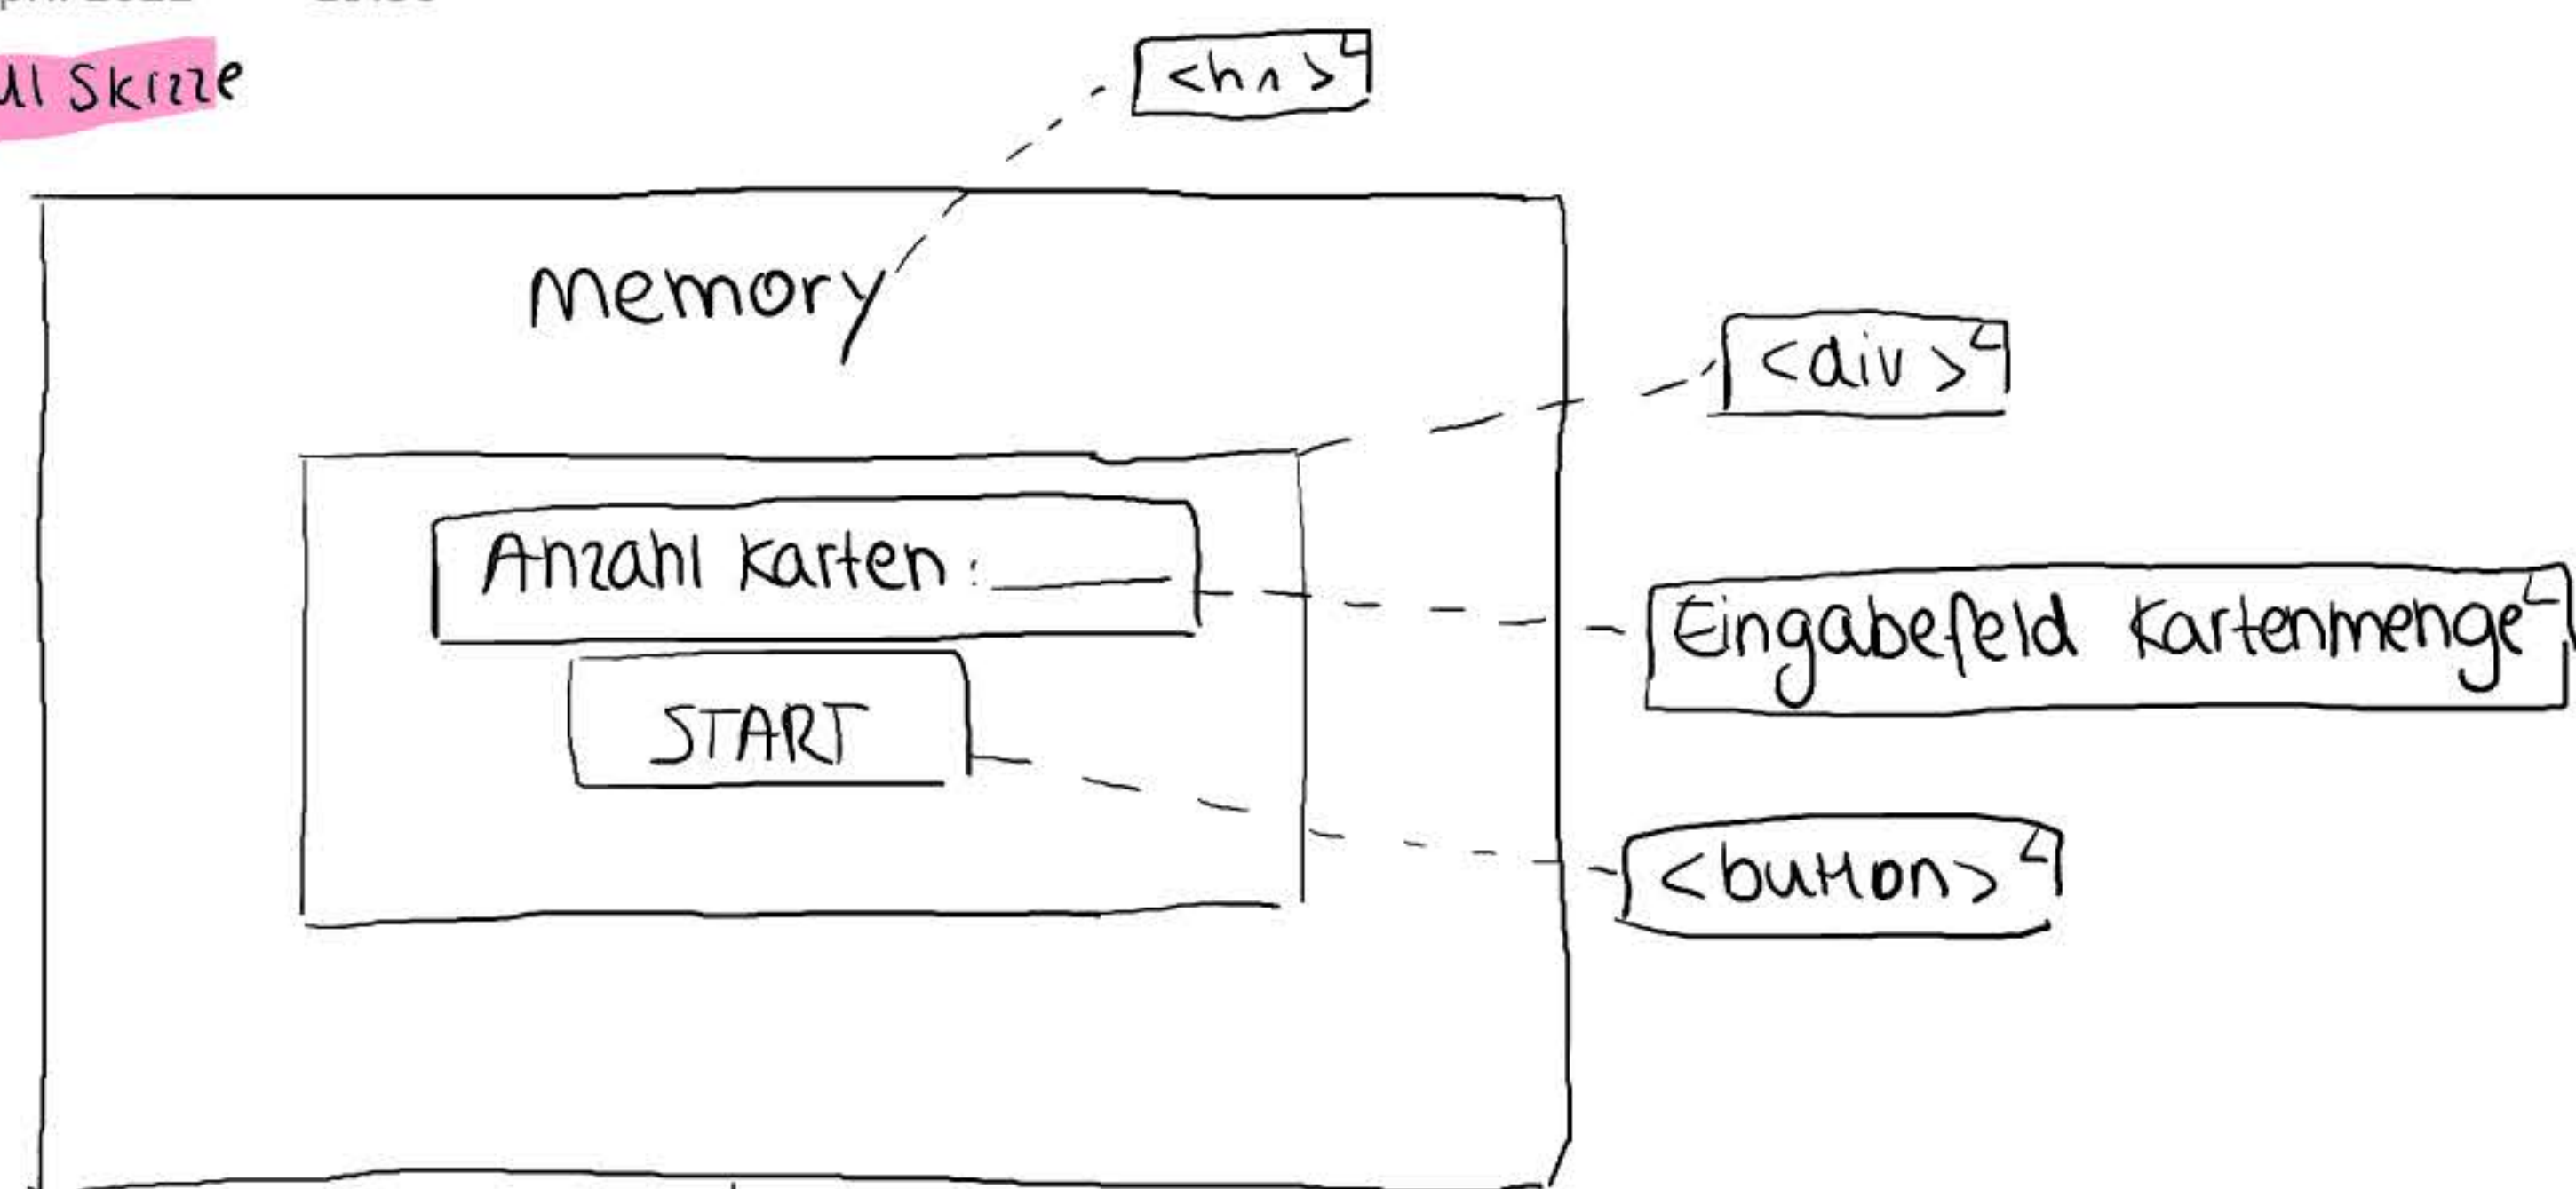 Skizze
<h1>
Memory
<div>
Anzahl Karten:
Eingabefeld Kartenmenge
START
<button>